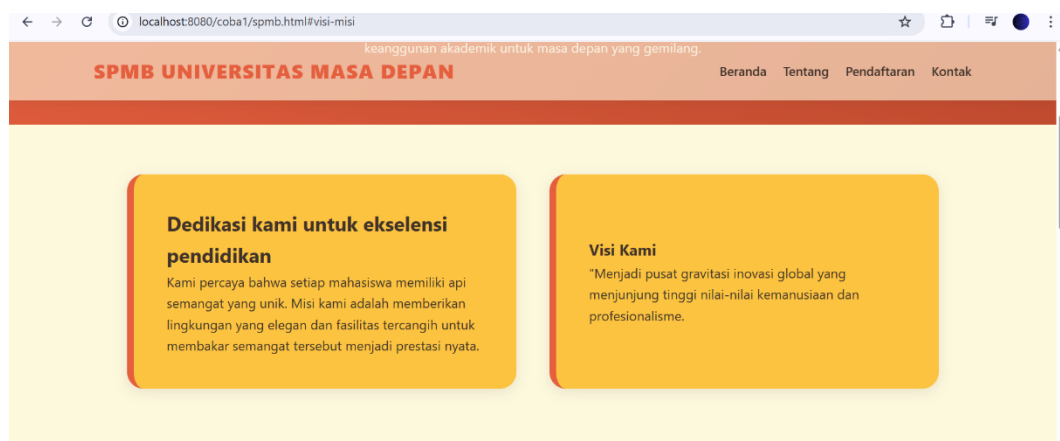 localhost:8080/coba1/spmb.html#visi-misi
keanggunan akademik untuk masa depan yang gemilang.
SPMB UNIVERSITAS MASA DEPAN
Beranda Tentang Pendaftaran Kontak
Dedikasi kami untuk ekselensi
pendidikan
Kami percaya bahwa setiap mahasiswa memiliki api
semangat yang unik. Misi kami adalah memberikan
lingkungan yang elegan dan fasilitas tercangih untuk
membakar semangat tersebut menjadi prestasi nyata.
Visi Kami
"Menjadi pusat gravitasi inovasi global yang
menjunjung tinggi nilai-nilai kemanusiaan dan
profesionalisme.